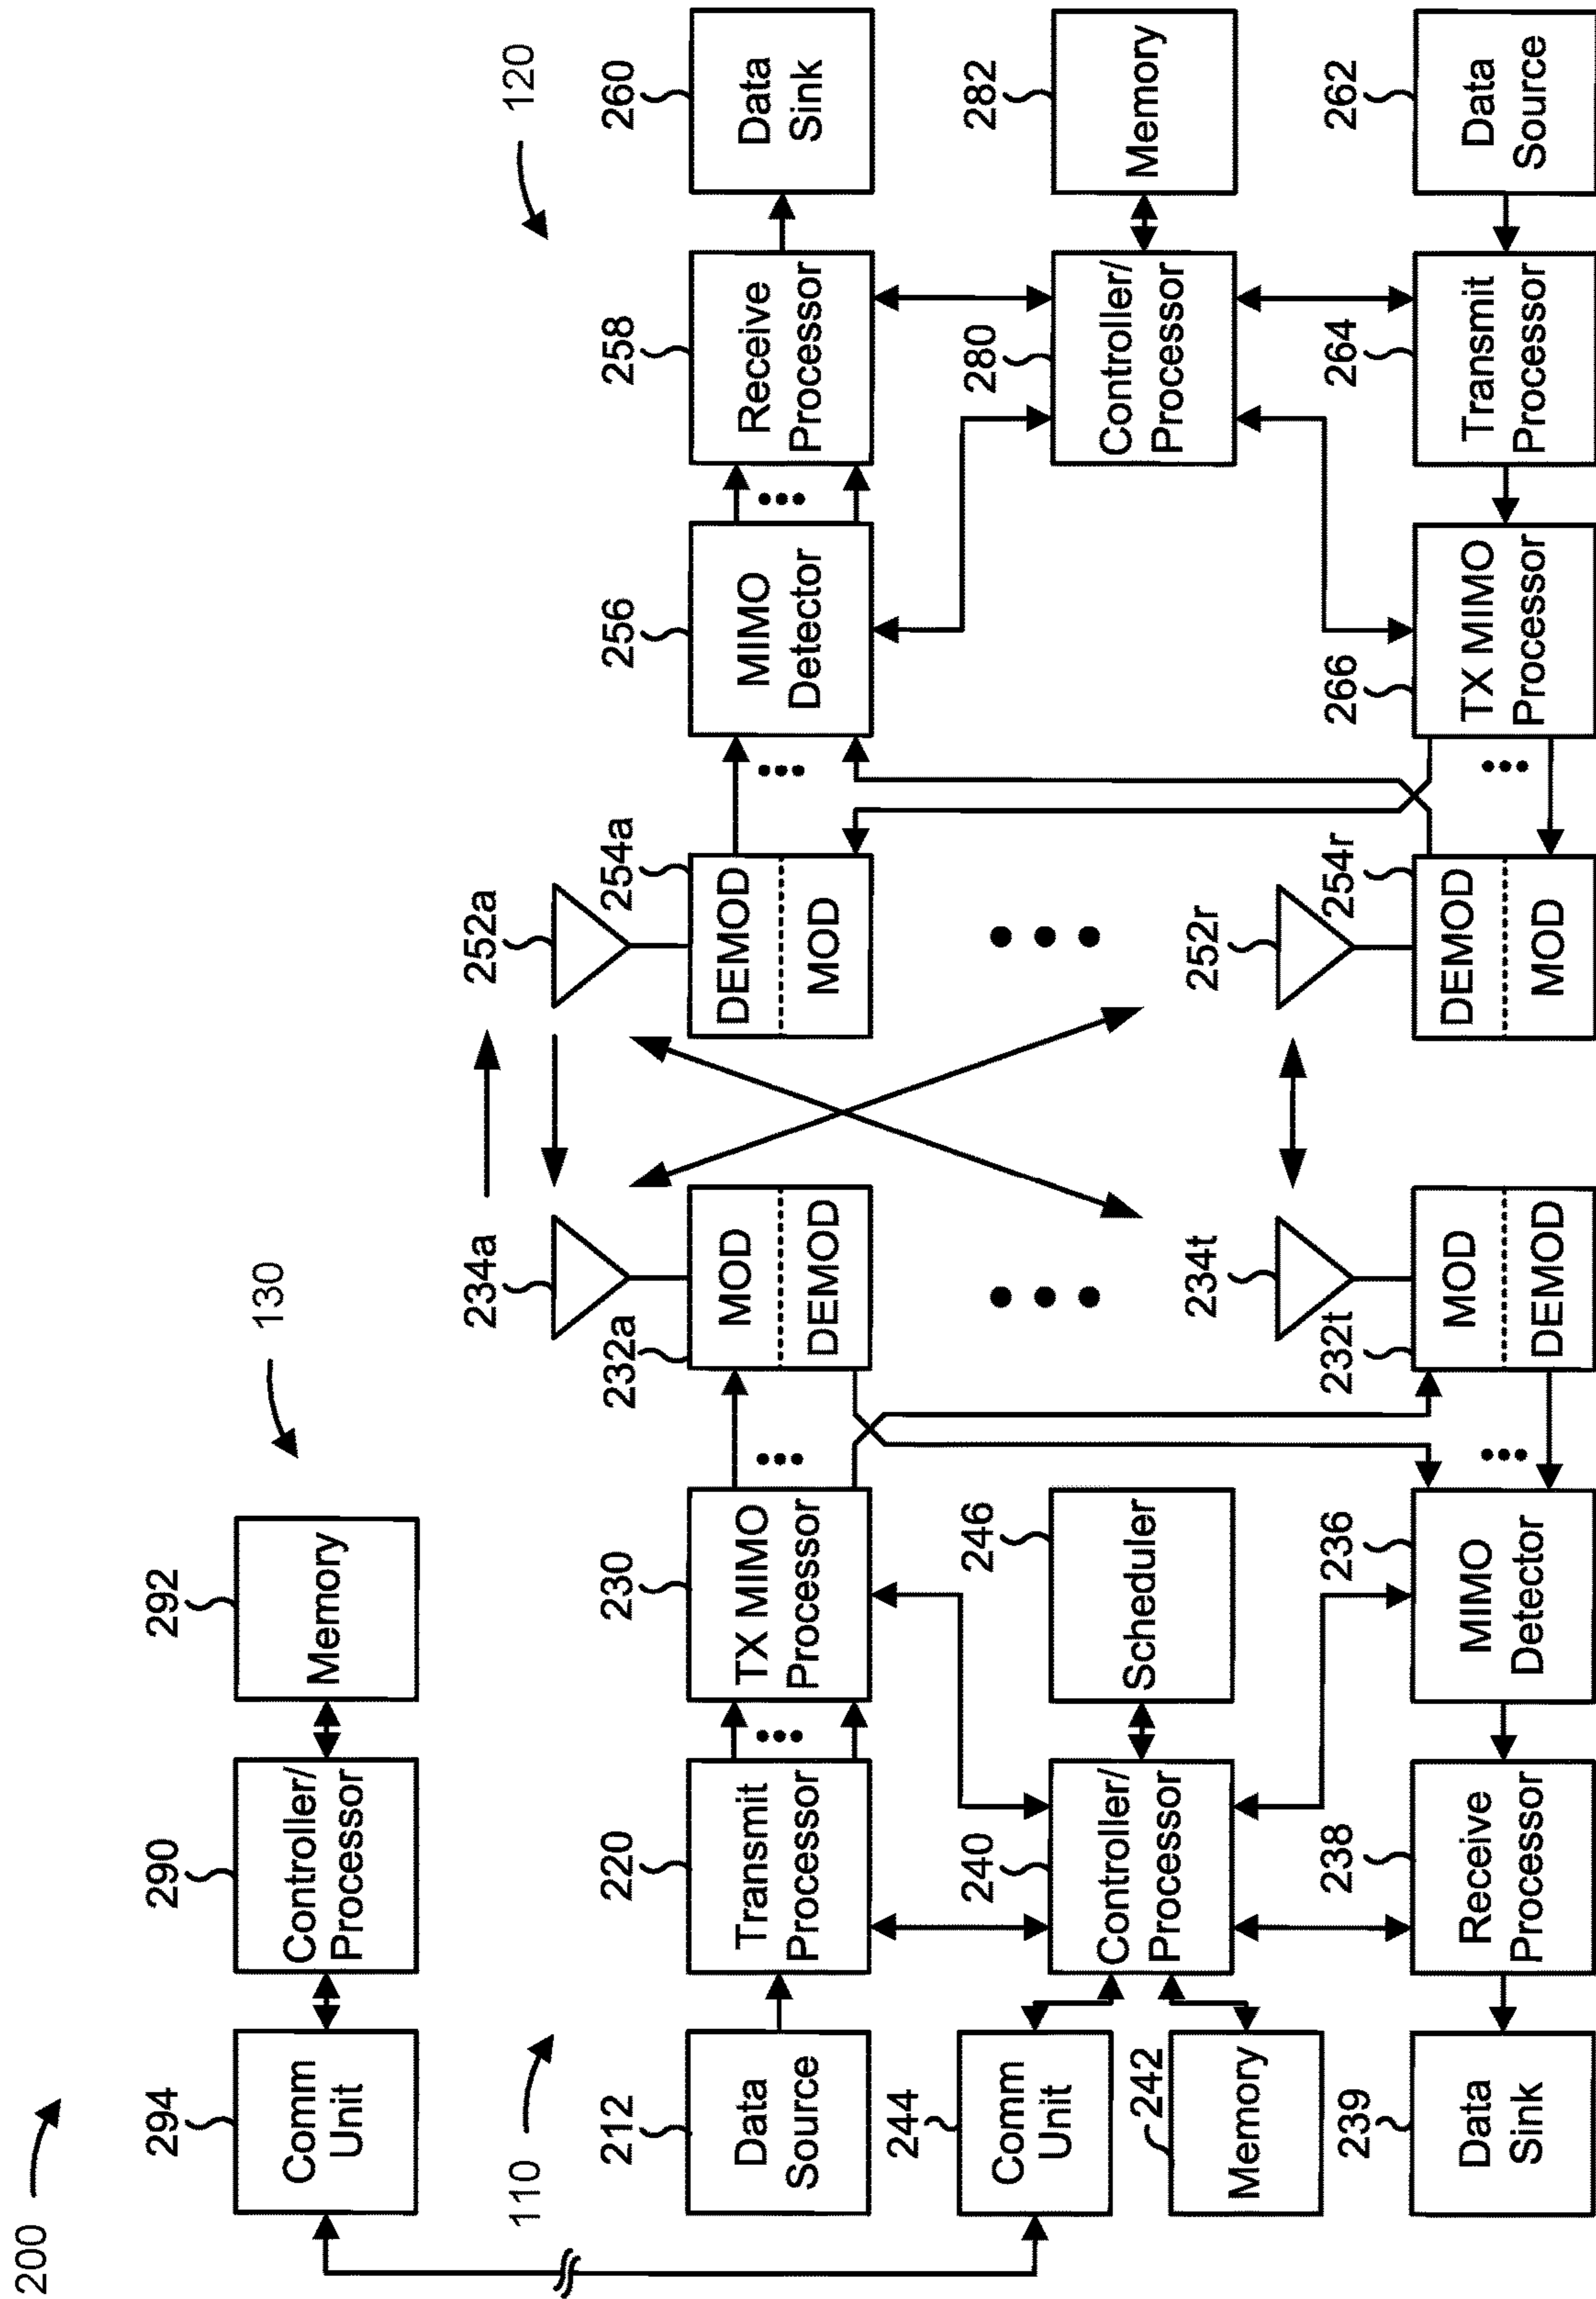 200
130
294
290
292
Comm
Unit
Controller/
Processor
Memory
110
120
212
220
230
232a
234a
252a
254a
256
258
260
Data
Source
Transmit
Processor
TX MIMO
Processor
MOD
DEMOD
DEMOD
MOD
MIMO
Detector
Receive
Processor
Data
Sink
244
242
240
246
280
282
Comm
Unit
Memory
Controller/
Processor
Scheduler
Controller/
Processor
Memory
239
238
236
232t
234t
252r
254r
266
264
262
Data
Sink
Receive
Processor
MIMO
Detector
MOD
DEMOD
DEMOD
MOD
TX MIMO
Processor
Transmit
Processor
Data
Source